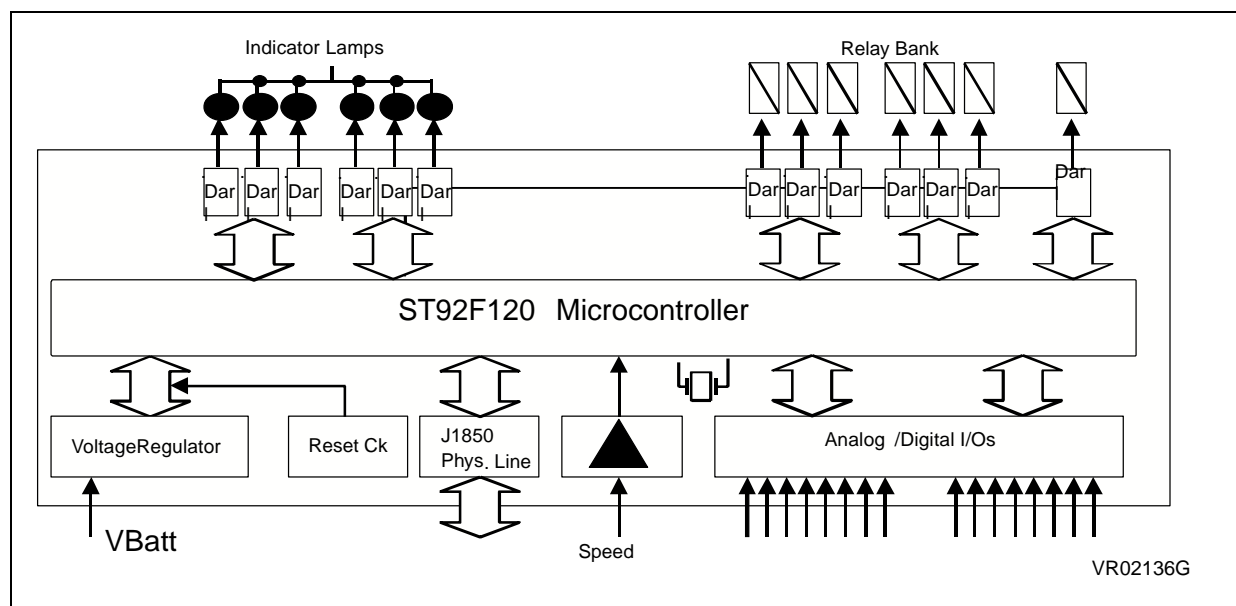 Indicator Lamps
Relay Bank
Dar Dar Dar Dar Dar Dar Dar Dar Dar Dar Dar Dar Dar
ST92F120 Microcontroller
VoltageRegulator
Reset Ck
J1850
Phys. Line
Analog /Digital I/Os
VBatt
Speed
VR02136G